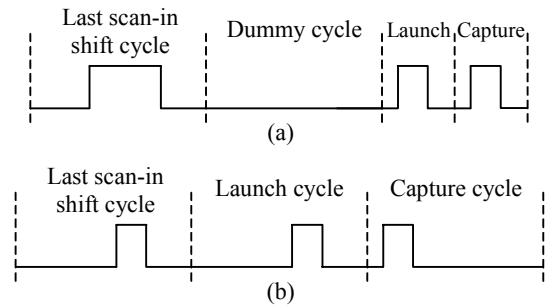 Last scan-in
shift cycle
Dummy cycle
Launch
Capture
(a)
Last scan-in
shift cycle
Launch cycle
Capture cycle
(b)